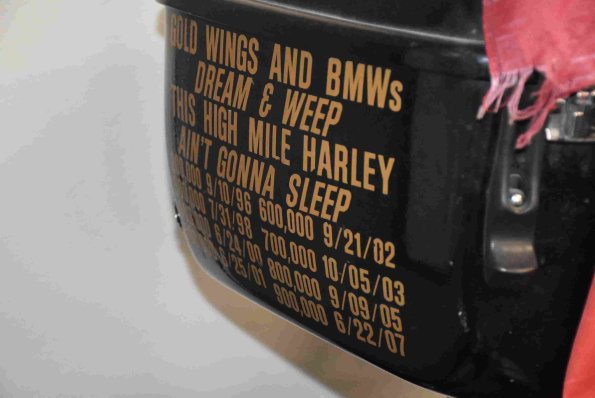 GOLD WINGS AND BMWs
DREAM & WEEP
THIS HIGH MILE HARLEY
AIN'T GONNA SLEEP
9/10/96 600,000 9/21/02
7/31/98 700,000 10/05/03
6/24/00 800,000 9/09/05
900,000 6/22/07